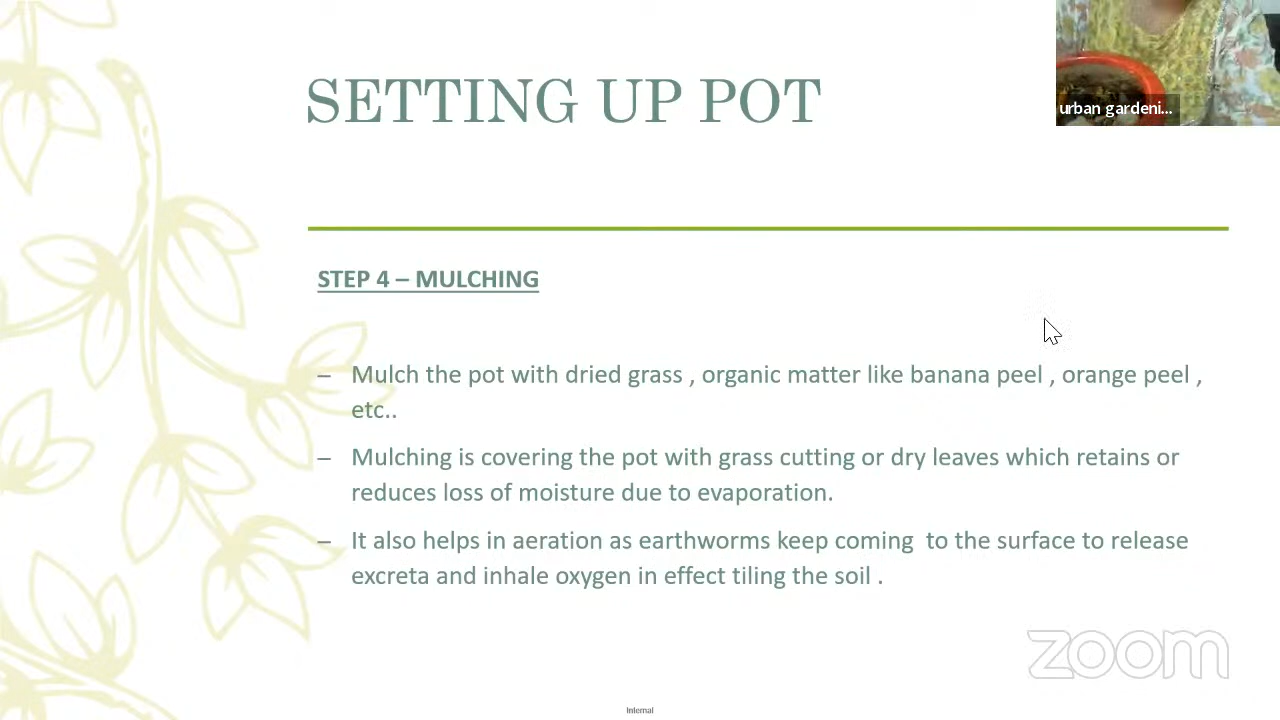 SETTING UP POT
urban gardeni...
STEP 4 – MULCHING
– Mulch the pot with dried grass , organic matter like banana peel , orange peel ,
etc..
– Mulching is covering the pot with grass cutting or dry leaves which retains or
reduces loss of moisture due to evaporation.
– It also helps in aeration as earthworms keep coming  to the surface to release
excreta and inhale oxygen in effect tiling the soil .
zoom
Internal